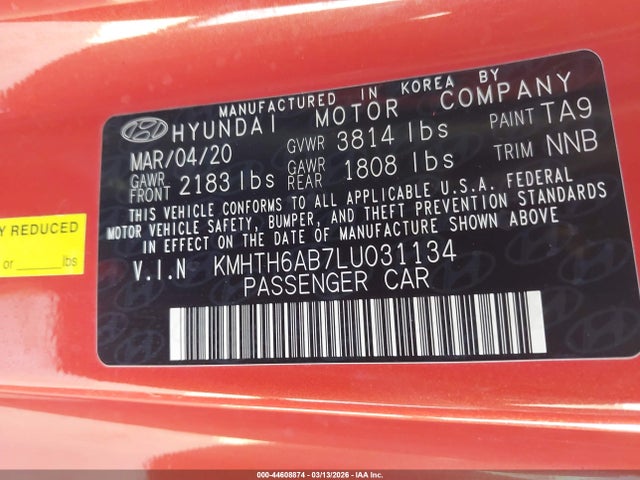 MANUFACTURED IN KOREA BY
HYUNDAI MOTOR COMPANY
MAR/04/20 GVWR 3814 lbs PAINT TA9
GAWR FRONT 2183 lbs GAWR REAR 1808 lbs TRIM NNB
THIS VEHICLE CONFORMS TO ALL APPLICABLE U.S.A. FEDERAL
MOTOR VEHICLE SAFETY, BUMPER, AND THEFT PREVENTION STANDARDS
IN EFFECT ON THE DATE OF MANUFACTURE SHOWN ABOVE
V.I.N KMHTH6AB7LU031134
PASSENGER CAR
REDUCED
or ______lbs
000-44608874 | 03/13/2026 - IAA Inc.